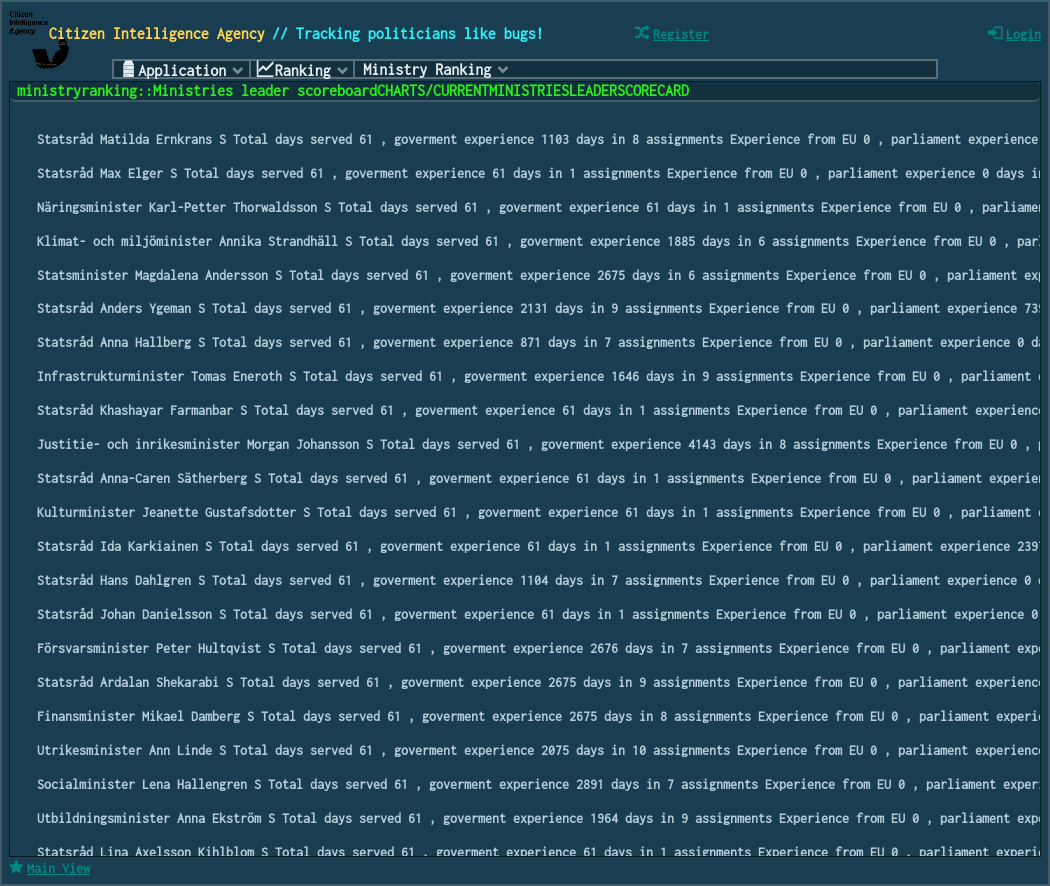 Citizen
Intelligence
Agency
Citizen Intelligence Agency // Tracking politicians like bugs!
Register
Login
Application
Ranking
Ministry Ranking
ministryranking::Ministries leader scoreboardCHARTS/CURRENTMINISTRIESLEADERSCORECARD
Statsråd Matilda Ernkrans S Total days served 61 , goverment experience 1103 days in 8 assignments Experience from EU 0 , parliament experience
Statsråd Max Elger S Total days served 61 , goverment experience 61 days in 1 assignments Experience from EU 0 , parliament experience 0 days
Näringsminister Karl-Petter Thorwaldsson S Total days served 61 , goverment experience 61 days in 1 assignments Experience from EU 0 ,
Klimat- och miljöminister Annika Strandhäll S Total days served 61 , goverment experience 1885 days in 6 assignments Experience from EU 0 ,
Statsminister Magdalena Andersson S Total days served 61 , goverment experience 2675 days in 6 assignments Experience from EU 0 , parliament
Statsråd Anders Ygeman S Total days served 61 , goverment experience 2131 days in 9 assignments Experience from EU 0 , parliament experience
Statsråd Anna Hallberg S Total days served 61 , goverment experience 871 days in 7 assignments Experience from EU 0 , parliament experience 0
Infrastrukturminister Tomas Eneroth S Total days served 61 , goverment experience 1646 days in 9 assignments Experience from EU 0 , parliament
Statsråd Khashayar Farmanbar S Total days served 61 , goverment experience 61 days in 1 assignments Experience from EU 0 , parliament
Justitie- och inrikesminister Morgan Johansson S Total days served 61 , goverment experience 4143 days in 8 assignments Experience from EU 0 ,
Statsråd Anna-Caren Sätherberg S Total days served 61 , goverment experience 61 days in 1 assignments Experience from EU 0 , parliament
Kulturminister Jeanette Gustafsdotter S Total days served 61 , goverment experience 61 days in 1 assignments Experience from EU 0 , parliament
Statsråd Ida Karkiainen S Total days served 61 , goverment experience 61 days in 1 assignments Experience from EU 0 , parliament experience
Statsråd Hans Dahlgren S Total days served 61 , goverment experience 1104 days in 7 assignments Experience from EU 0 , parliament experience 0
Statsråd Johan Danielsson S Total days served 61 , goverment experience 61 days in 1 assignments Experience from EU 0 , parliament experience 0
Försvarsminister Peter Hultqvist S Total days served 61 , goverment experience 2676 days in 7 assignments Experience from EU 0 , parliament
Statsråd Ardalan Shekarabi S Total days served 61 , goverment experience 2675 days in 9 assignments Experience from EU 0 , parliament
Finansminister Mikael Damberg S Total days served 61 , goverment experience 2675 days in 8 assignments Experience from EU 0 , parliament
Utrikesminister Ann Linde S Total days served 61 , goverment experience 2075 days in 10 assignments Experience from EU 0 , parliament
Socialminister Lena Hallengren S Total days served 61 , goverment experience 2891 days in 7 assignments Experience from EU 0 , parliament
Utbildningsminister Anna Ekström S Total days served 61 , goverment experience 1964 days in 9 assignments Experience from EU 0 , parliament
Statsråd Lina Axelsson Kihlblom S Total days served 61 , goverment experience 61 days in 1 assignments Experience from EU 0 , parliament
Main View